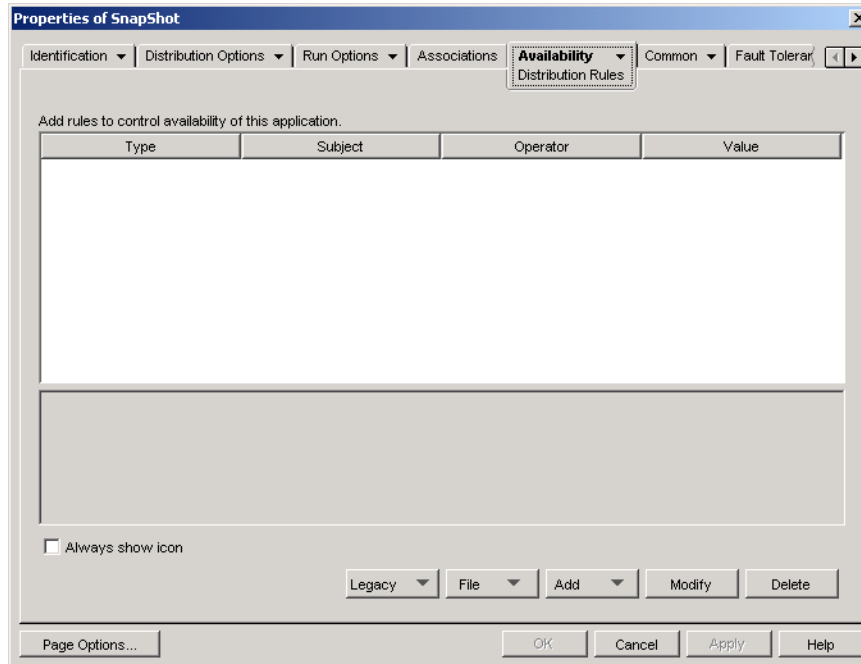 Properties of SnapShot
Identification Distribution Options Run Options Associations Availability Common Fault Toleran
Distribution Rules
Add rules to control availability of this application.
Type Subject Operator Value
Always show icon
Legacy File Add Modify Delete
Page Options... OK Cancel Apply Help